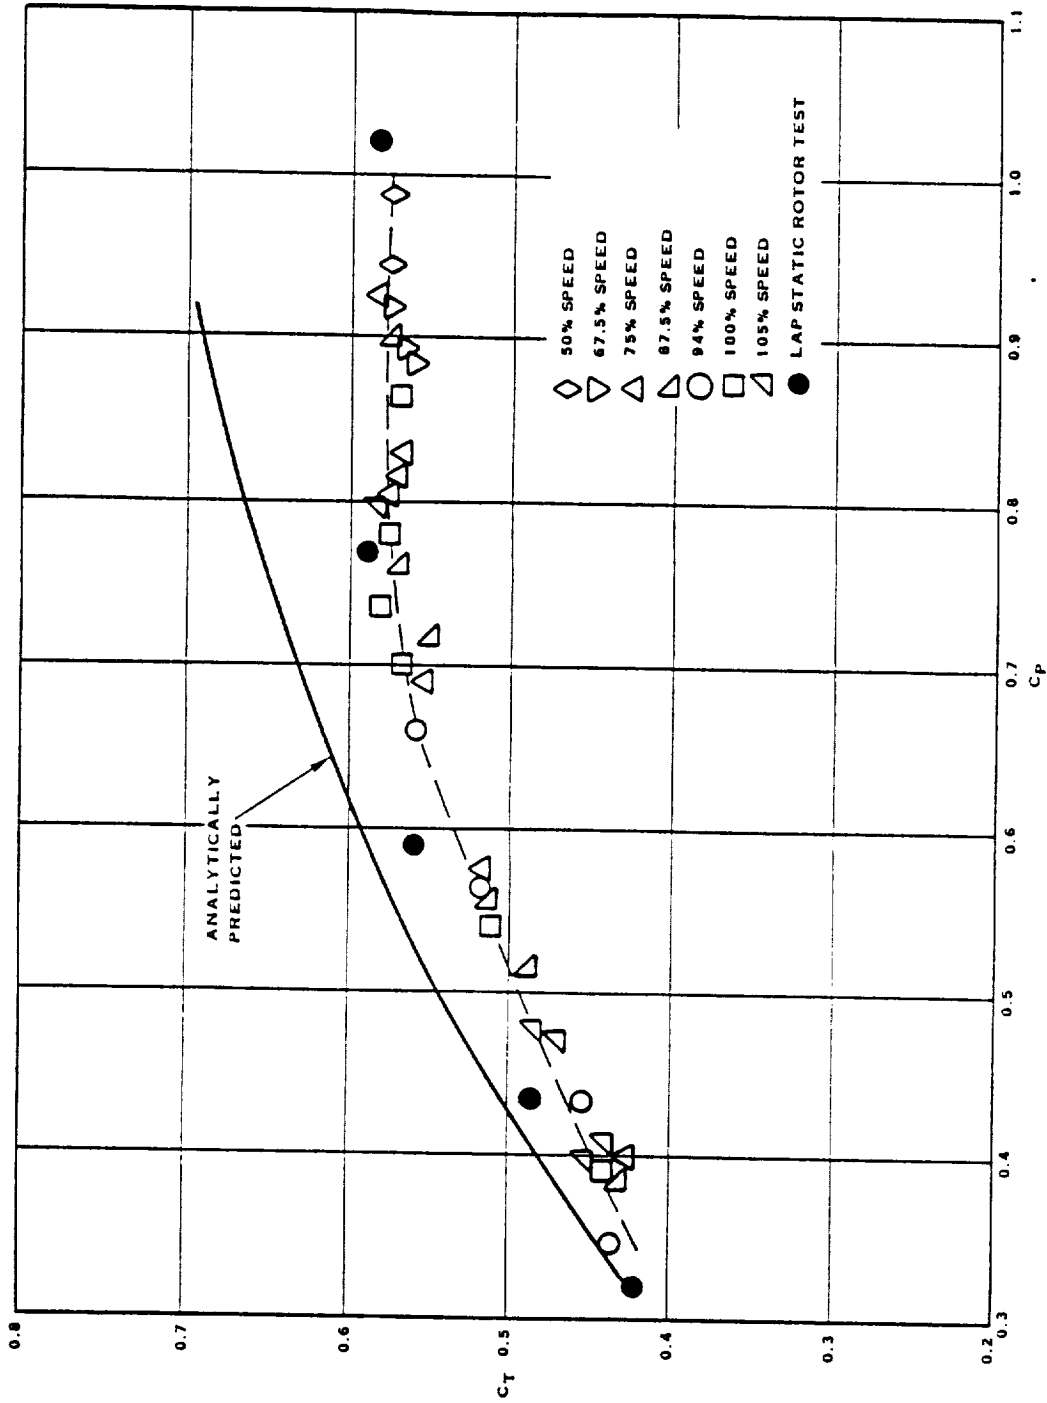 0.8
0.7
0.6
0.5
0.4
0.3
0.2
C_T
0.3
0.4
0.5
0.6
0.7
0.8
0.9
1.0
1.1
C_P
ANALYTICALLY
PREDICTED
50% SPEED
67.5% SPEED
75% SPEED
87.5% SPEED
94% SPEED
100% SPEED
105% SPEED
LAP STATIC ROTOR TEST